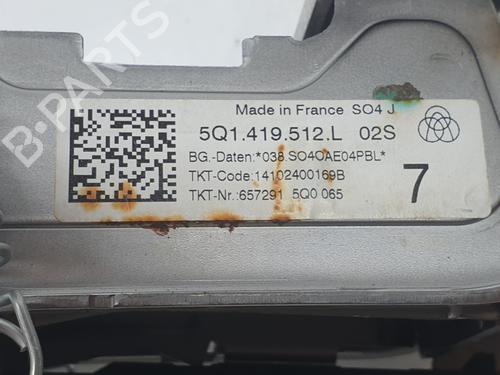 Made in France SO4 J
5Q1.419.512.L 02S
BG.-Daten:*038.SO4OAE04PBL*
TKT-Code:14102400169B
TKT-Nr.:657291 5Q0 065
7
B-PARTS